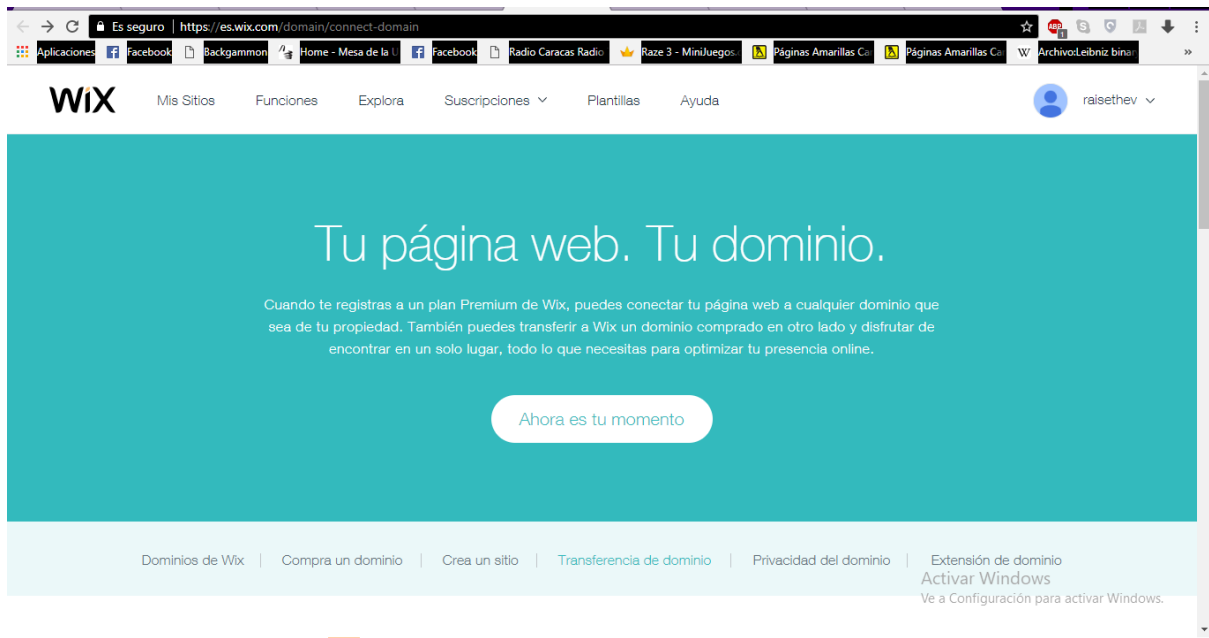 Es seguro | https://es.wix.com/domain/connect-domain
ABP 1
Aplicaciones Facebook Backgammon Home - Mesa de la U Facebook Radio Caracas Radio Raze 3 - MiniJuegos. Páginas Amarillas Ca Páginas Amarillas Ca W Archivo:Leibniz binar »
WiX Mis Sitios Funciones Explora Suscripciones Plantillas Ayuda raisethev
Tu página web. Tu dominio.
Cuando te registras a un plan Premium de Wix, puedes conectar tu página web a cualquier dominio que
sea de tu propiedad. También puedes transferir a Wix un dominio comprado en otro lado y disfrutar de
encontrar en un solo lugar, todo lo que necesitas para optimizar tu presencia online.
Ahora es tu momento
Dominios de Wix | Compra un dominio | Crea un sitio | Transferencia de dominio | Privacidad del dominio | Extensión de dominio
Activar Windows
Ve a Configuración para activar Windows.